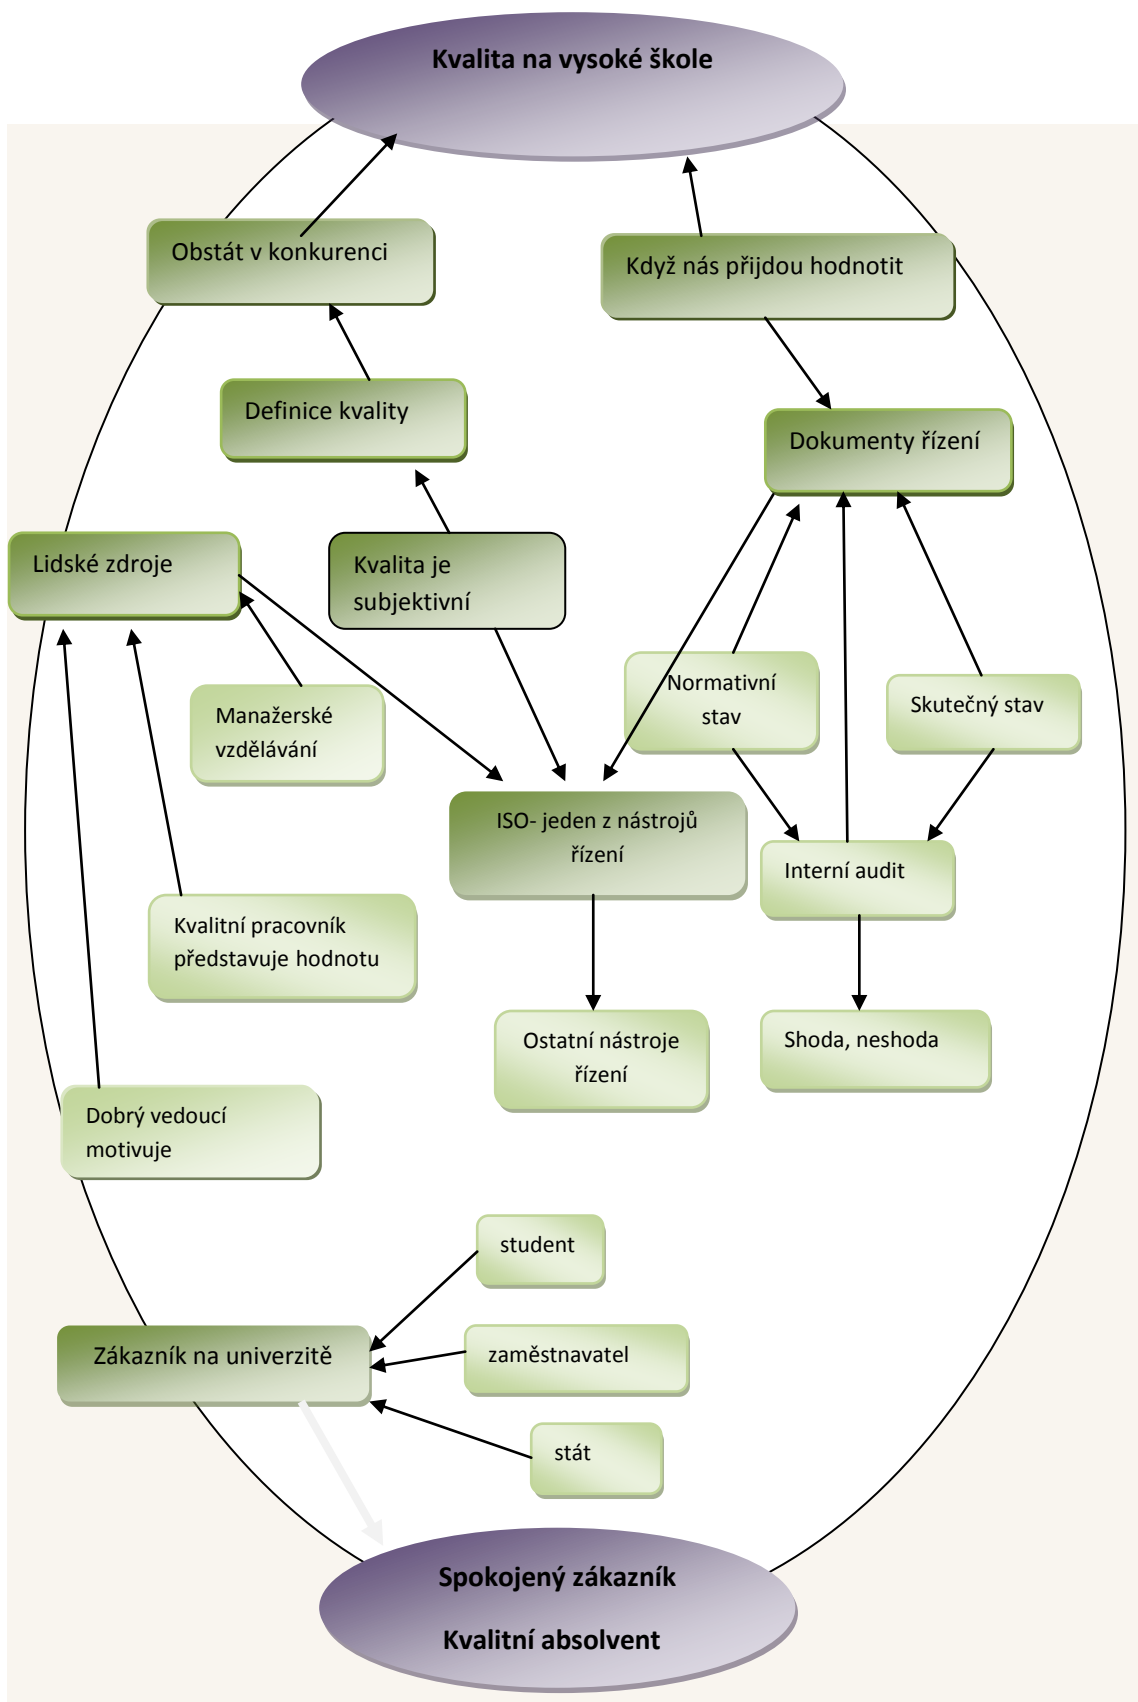 Kvalita na vysoké škole
Obstát v konkurenci
Když nás přijdou hodnotit
Definice kvality
Dokumenty řízení
Lidské zdroje
Kvalita je
subjektivní
Normativní
stav
Skutečný stav
Manažerské
vzdělávání
ISO- jeden z nástrojů
řízení
Interní audit
Kvalitní pracovník
představuje hodnotu
Ostatní nástroje
řízení
Shoda, neshoda
Dobrý vedoucí
motivuje
student
Zákazník na univerzitě
zaměstnavatel
stát
Spokojený zákazník
Kvalitní absolvent